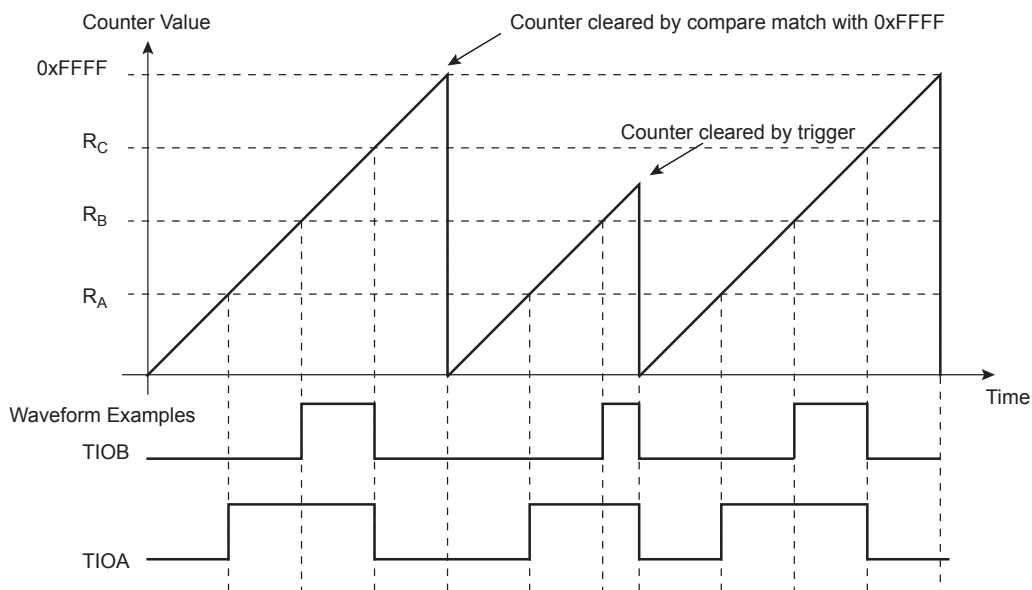 Counter Value
Counter cleared by compare match with 0xFFFF
0xFFFF
Counter cleared by trigger
RC
RB
RA
Time
Waveform Examples
TIOB
TIOA